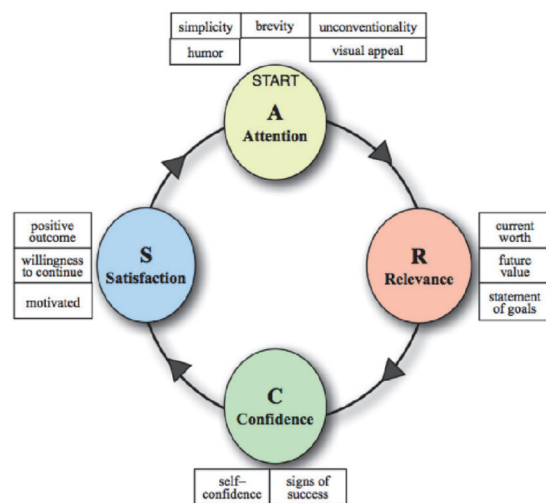 simplicity
brevity
unconventionality
humor
visual appeal
START
A
Attention
positive
outcome
willingness
to continue
motivated
S
Satisfaction
R
Relevance
current
worth
future
value
statement
of goals
C
Confidence
self–
confidence
signs of
success